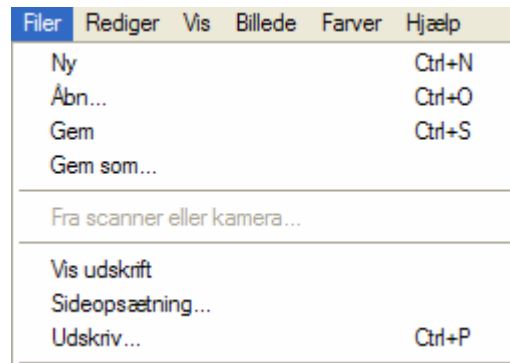 Filer Rediger Vis Billede Farver Hjælp
Ny Ctrl+N
Åbn... Ctrl+O
Gem Ctrl+S
Gem som...
Fra scanner eller kamera...
Vis udskrift
Sideopsætning...
Udskriv... Ctrl+P